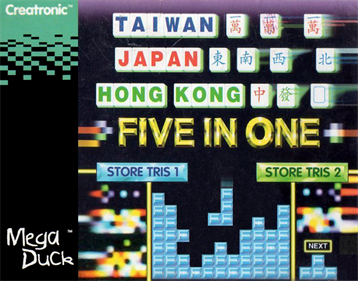 Creatronic™
TAIWAN 萬 萬 萬
JAPAN 東 南 西 北
HONG KONG 中 發
FIVE IN ONE
STORE TRIS 1
STORE TRIS 2
NEXT
Mega Duck™